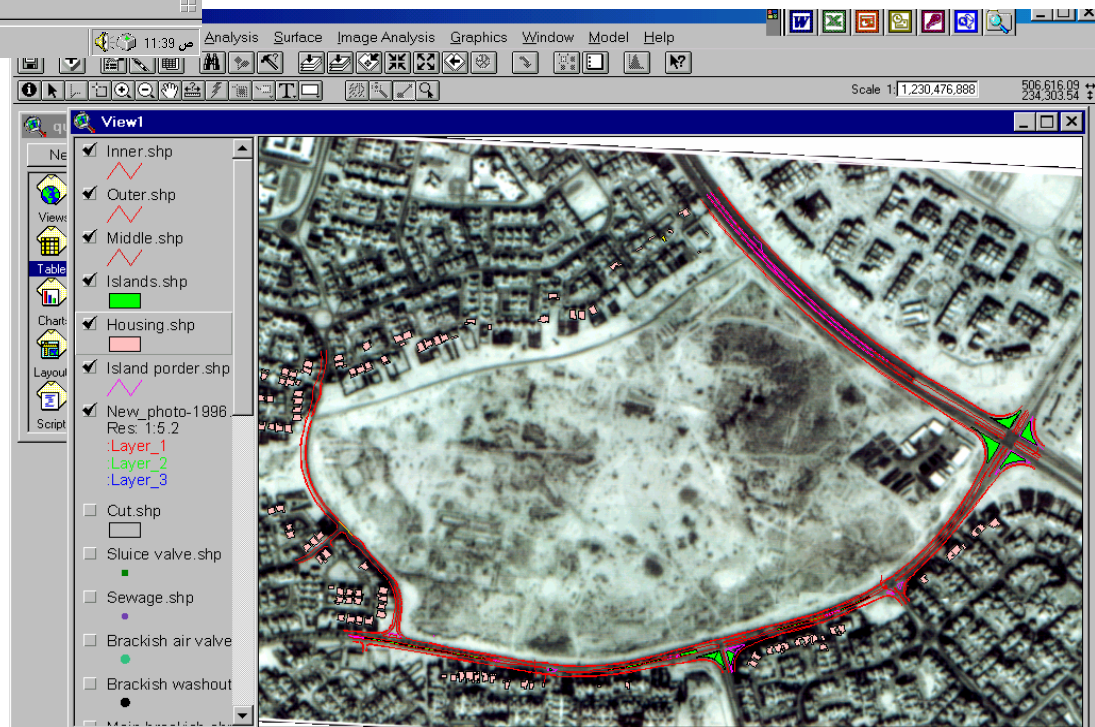 11:39 ص
Analysis Surface Image Analysis Graphics Window Model Help
Scale 1: 1,230,476,888
506,616.09
234,303.54
View1
Inner.shp
Outer.shp
Middle.shp
Islands.shp
Housing.shp
Island porder.shp
New_photo-1996
Res: 1:5.2
:Layer_1
:Layer_2
:Layer_3
Cut.shp
Sluice valve.shp
Sewage.shp
Brackish air valve
Brackish washout
Views
Table
Chart
Layout
Script